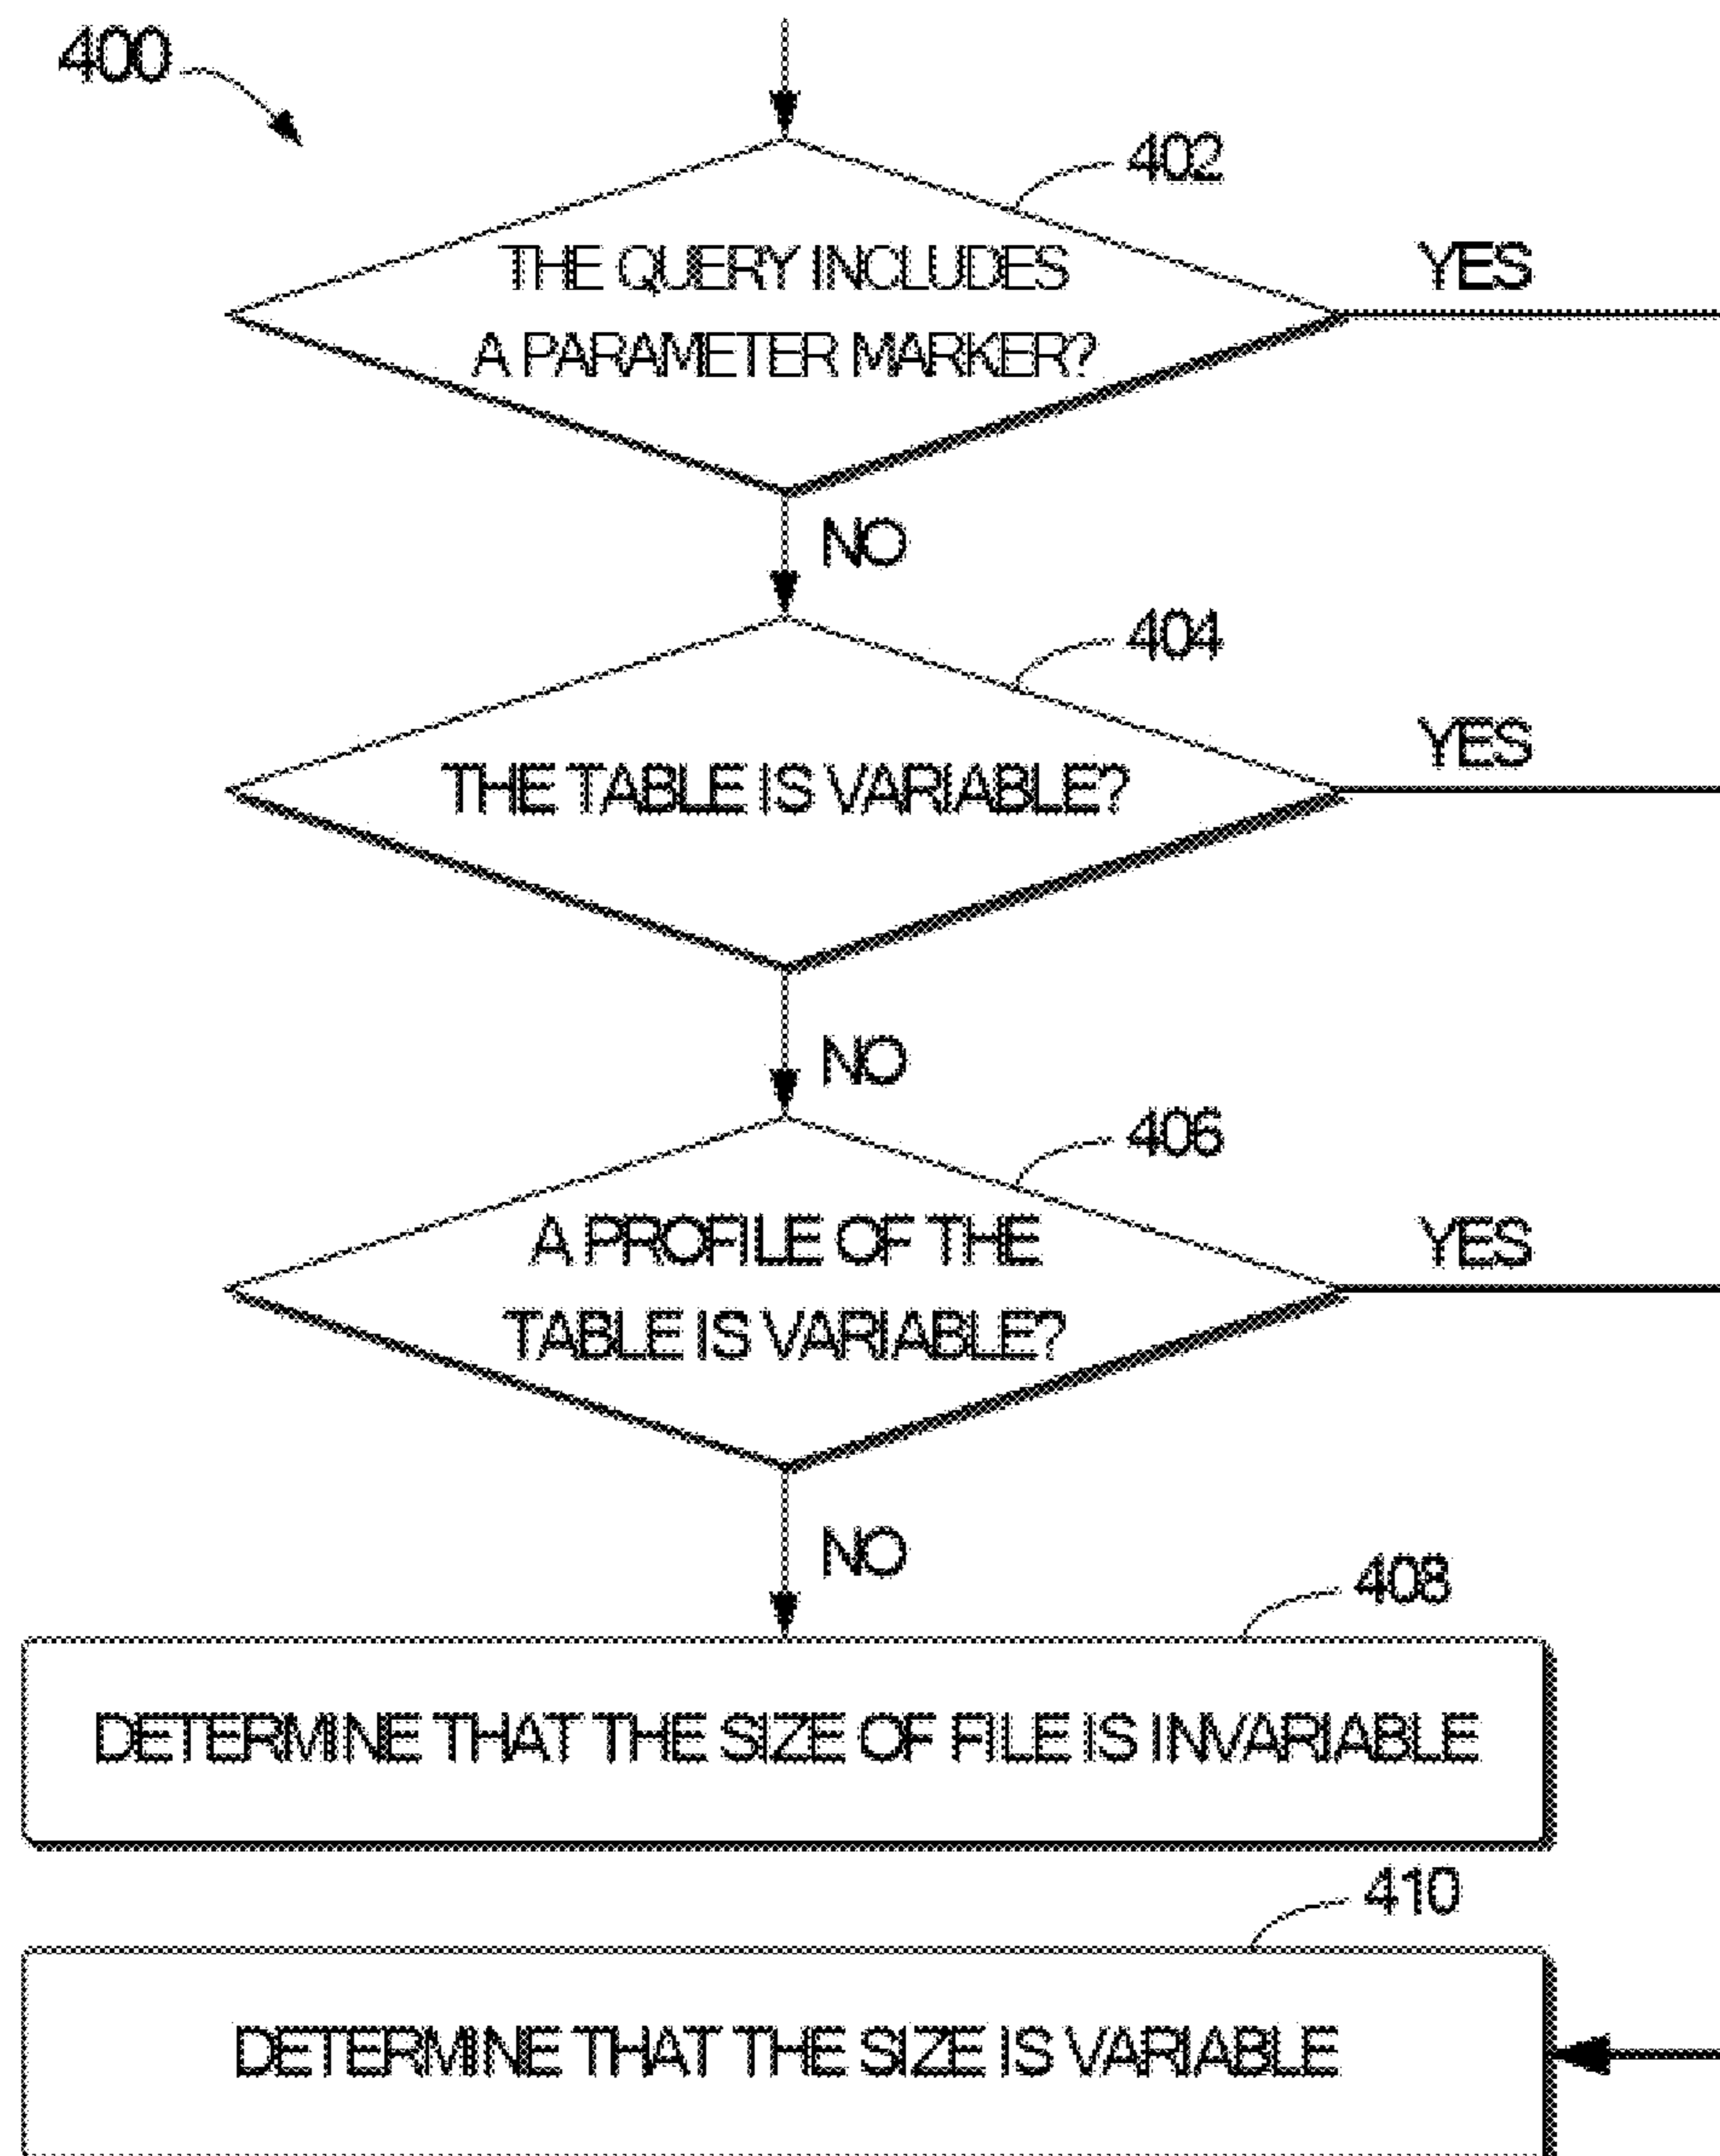 400
402
THE QUERY INCLUDES
A PARAMETER MARKER?
YES
NO
404
THE TABLE IS VARIABLE?
YES
NO
406
A PROFILE OF THE
TABLE IS VARIABLE?
YES
NO
408
DETERMINE THAT THE SIZE OF FILE IS INVARIABLE
410
DETERMINE THAT THE SIZE IS VARIABLE